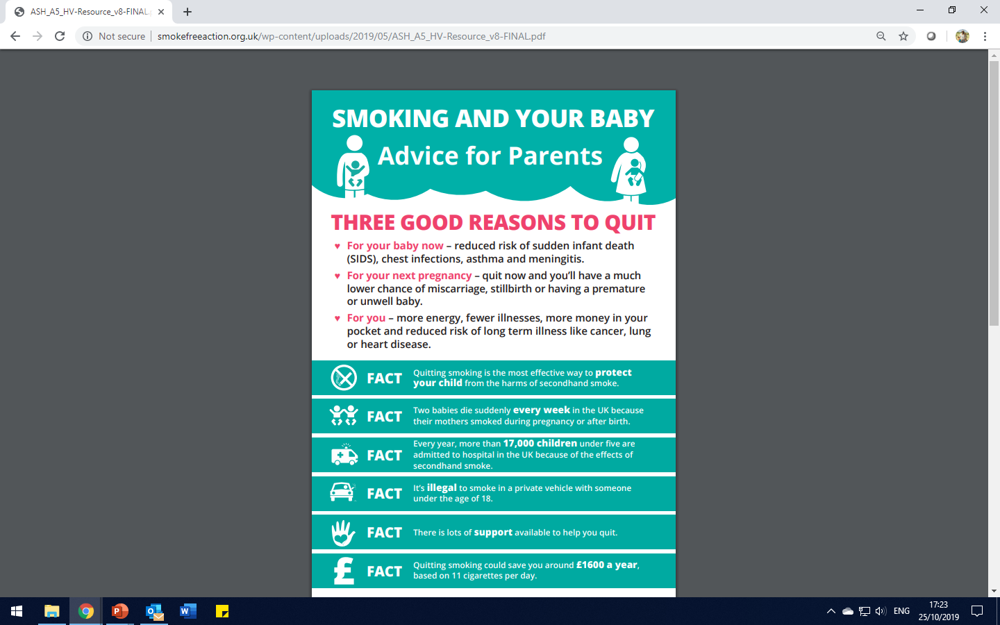 ASH_A5_HV-Resource_v8-FINAL.p
Not secure
smokefreeaction.org.uk/wp-content/uploads/2019/05/ASH_A5_HV-Resource_v8-FINAL.pdf
SMOKING AND YOUR BABY
Advice for Parents
THREE GOOD REASONS TO QUIT
♥ For your baby now – reduced risk of sudden infant death
(SIDS), chest infections, asthma and meningitis.
♥ For your next pregnancy – quit now and you’ll have a much
lower chance of miscarriage, stillbirth or having a premature
or unwell baby.
♥ For you – more energy, fewer illnesses, more money in your
pocket and reduced risk of long term illness like cancer, lung
or heart disease.
FACT
Quitting smoking is the most effective way to protect
your child from the harms of secondhand smoke.
FACT
Two babies die suddenly every week in the UK because
their mothers smoked during pregnancy or after birth.
FACT
Every year, more than 17,000 children under five are
admitted to hospital in the UK because of the effects of
secondhand smoke.
FACT
It’s illegal to smoke in a private vehicle with someone
under the age of 18.
FACT
There is lots of support available to help you quit.
£ FACT
Quitting smoking could save you around £1600 a year,
based on 11 cigarettes per day.
ENG
17:23
25/10/2019